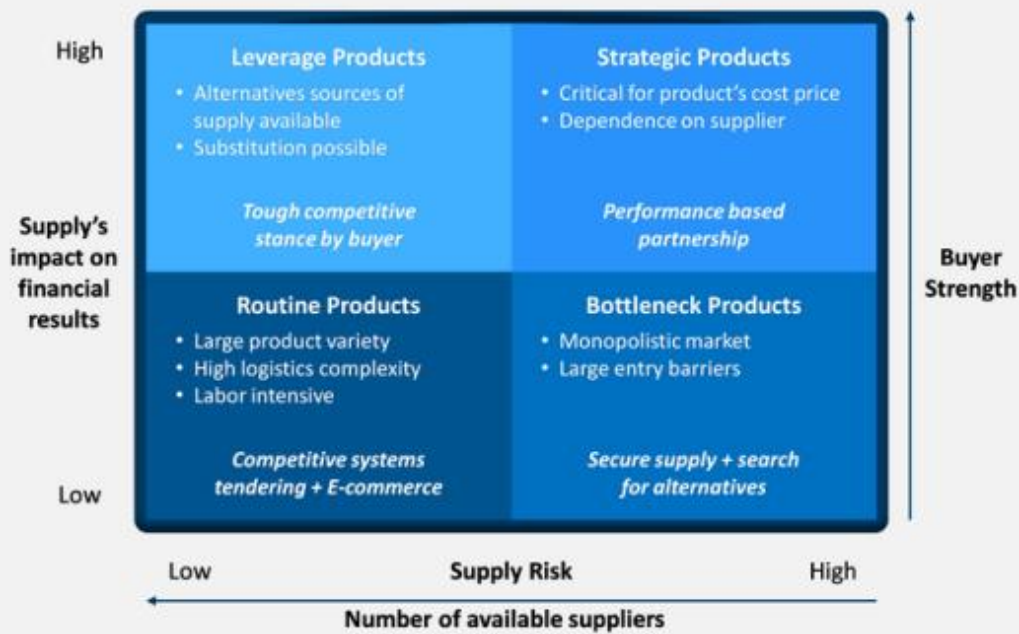 High
Leverage Products
• Alternatives sources of
supply available
• Substitution possible
Tough competitive
stance by buyer
Strategic Products
• Critical for product's cost price
• Dependence on supplier
Performance based
partnership
Supply's
impact on
financial
results
Buyer
Strength
Routine Products
• Large product variety
• High logistics complexity
• Labor intensive
Competitive systems
tendering + E-commerce
Bottleneck Products
• Monopolistic market
• Large entry barriers
Secure supply + search
for alternatives
Low
Low
Supply Risk
High
Number of available suppliers